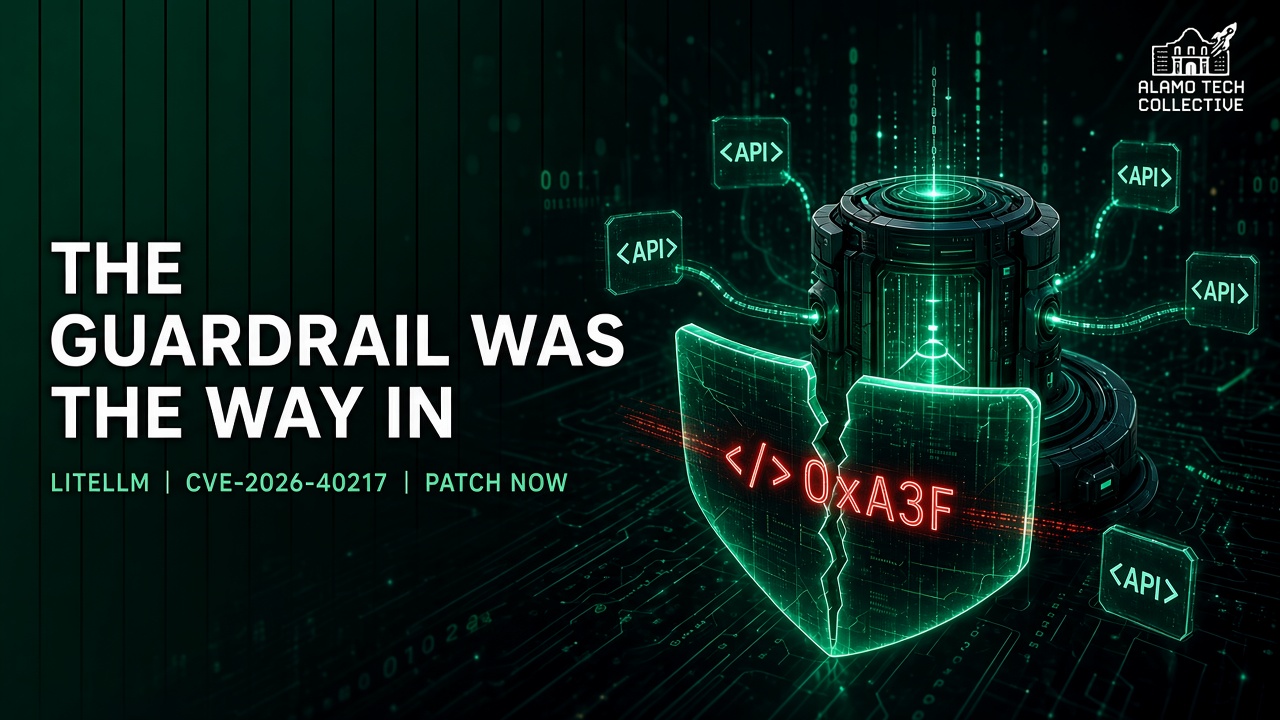 ALAMO TECH
COLLECTIVE
<API>
<API>
<API>
<API>
THE
GUARDRAIL WAS
THE WAY IN
LITELLM | CVE-2026-40217 | PATCH NOW
</> 0xA3F
<API>